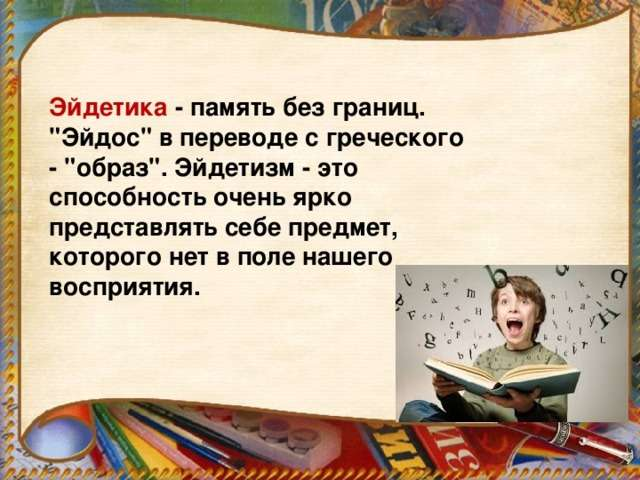 Эйдетика - память без границ.
"Эйдос" в переводе с греческого
- "образ". Эйдетизм - это
способность очень ярко
представлять себе предмет,
которого нет в поле нашего
восприятия.